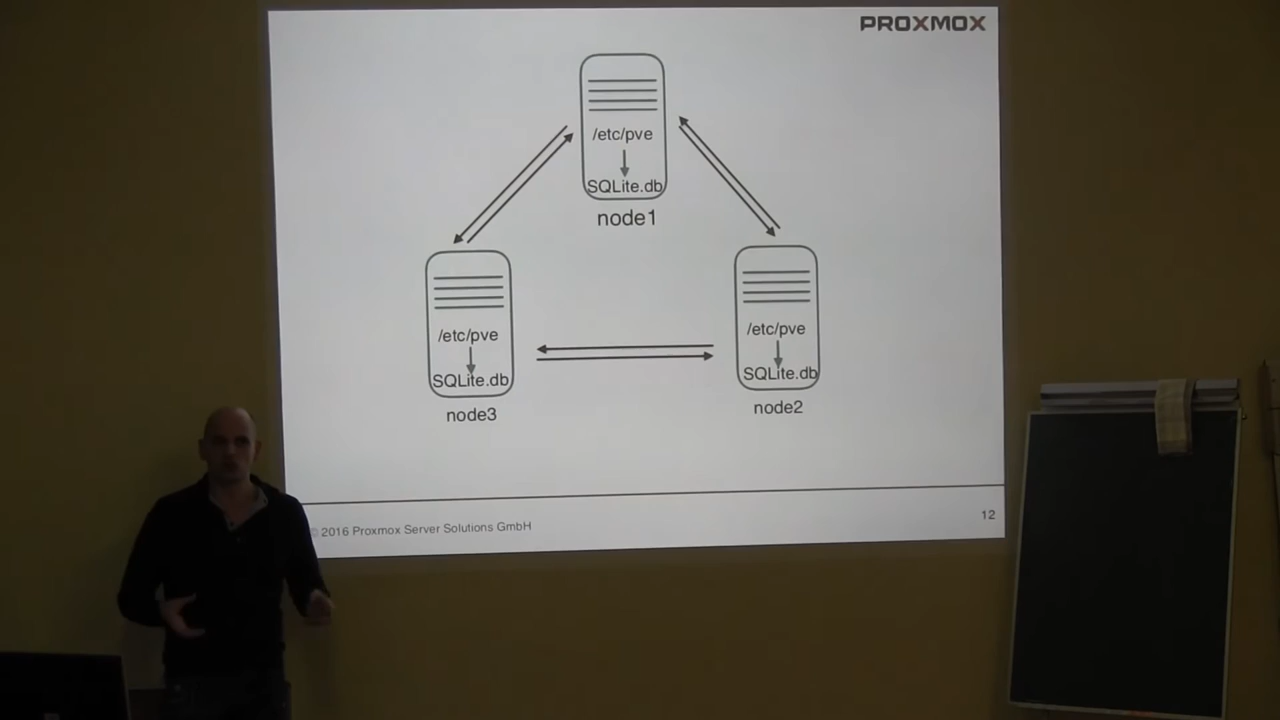 PROXMOX
/etc/pve
SQLite.db
node1
/etc/pve
SQLite.db
node3
/etc/pve
SQLite.db
node2
© 2016 Proxmox Server Solutions GmbH
12